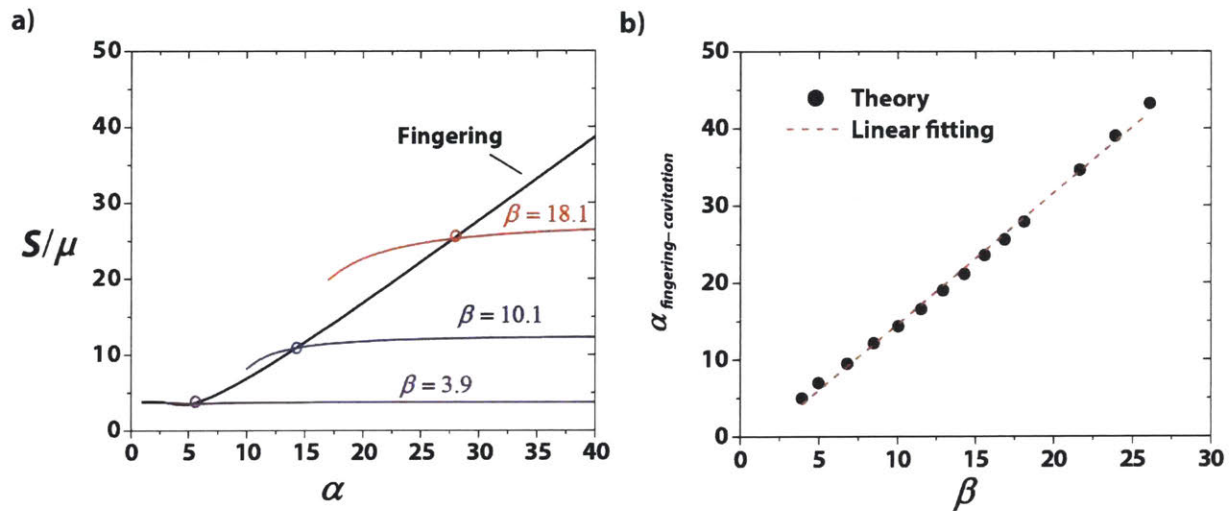 a)
50
40
30
20
10
0
0 5 10 15 20 25 30 35 40
S/μ
α
Fingering
β = 18.1
β = 10.1
β = 3.9
b)
50
40
30
20
10
0
0 5 10 15 20 25 30
α fingering–cavitation
β
Theory
Linear fitting